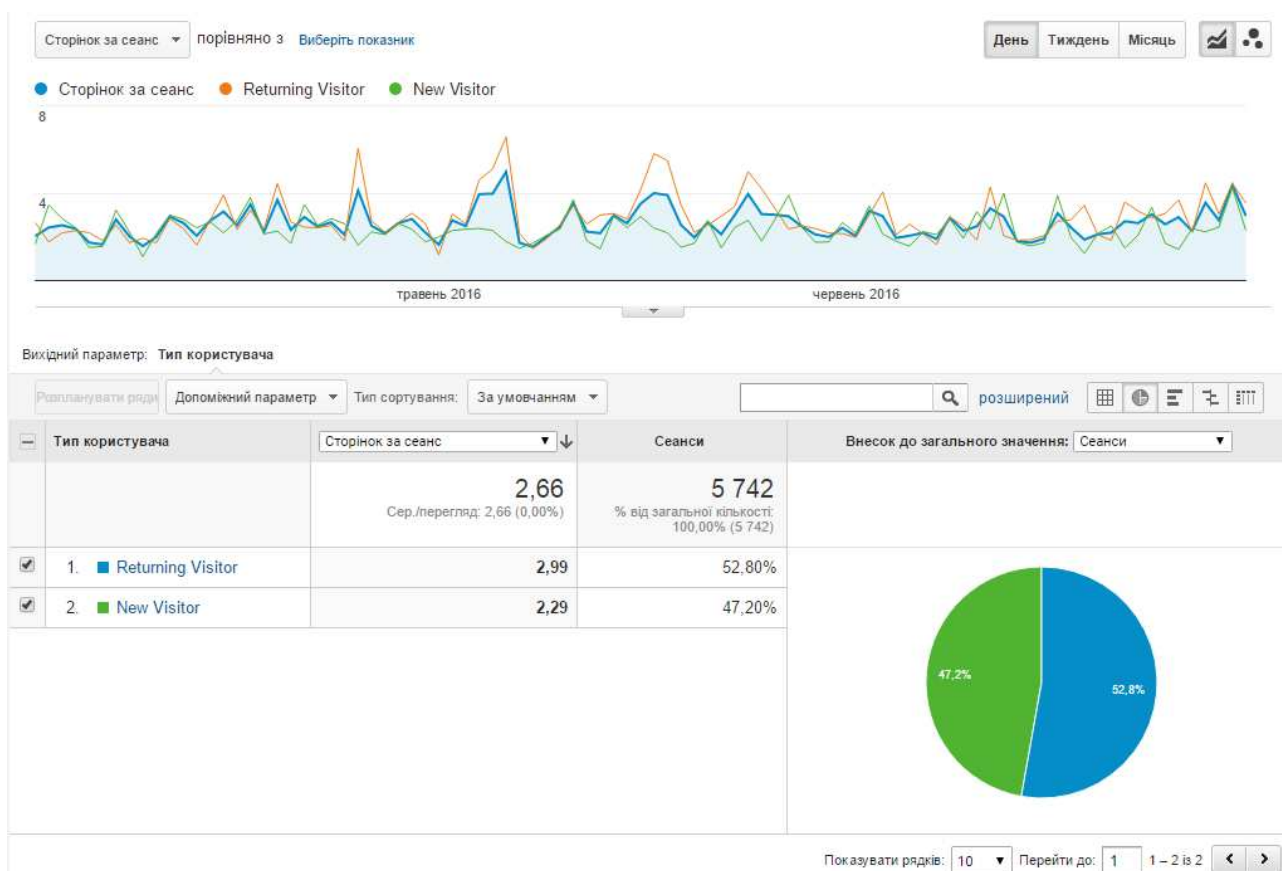 Сторінок за сеанс порівняно з Виберіть показник День Тиждень Місяць
Сторінок за сеанс Returning Visitor New Visitor
8
4
травень 2016 червень 2016
Вихідний параметр: Тип користувача
Розпланувати ряди Допоміжний параметр Тип сортування: За умовчанням розширений
Тип користувача Сторінок за сеанс Сеанси Внесок до загального значення: Сеанси
2,66 5 742
Сер./перегляд: 2,66 (0,00%) % від загальної кількості:
100,00% (5 742)
1. Returning Visitor 2,99 52,80%
2. New Visitor 2,29 47,20%
47,2%
52,8%
Показувати рядків: 10 Перейти до: 1 1 – 2 із 2